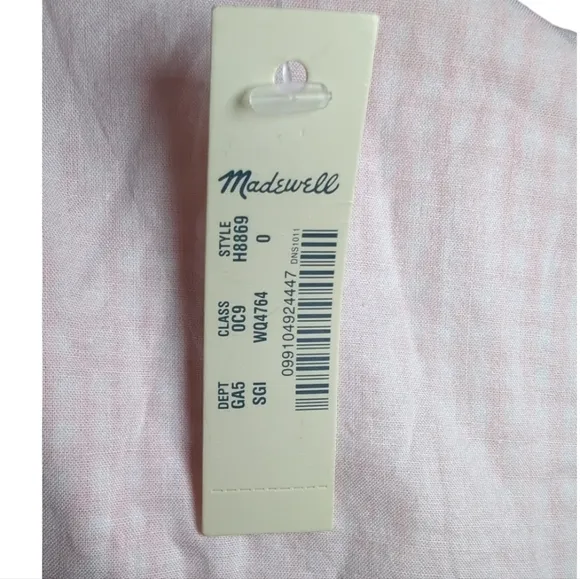 Madewell
DEPT CLASS STYLE
GA5 0C9 H8869
SGI WQ4764 0
099104924447
DNS1011